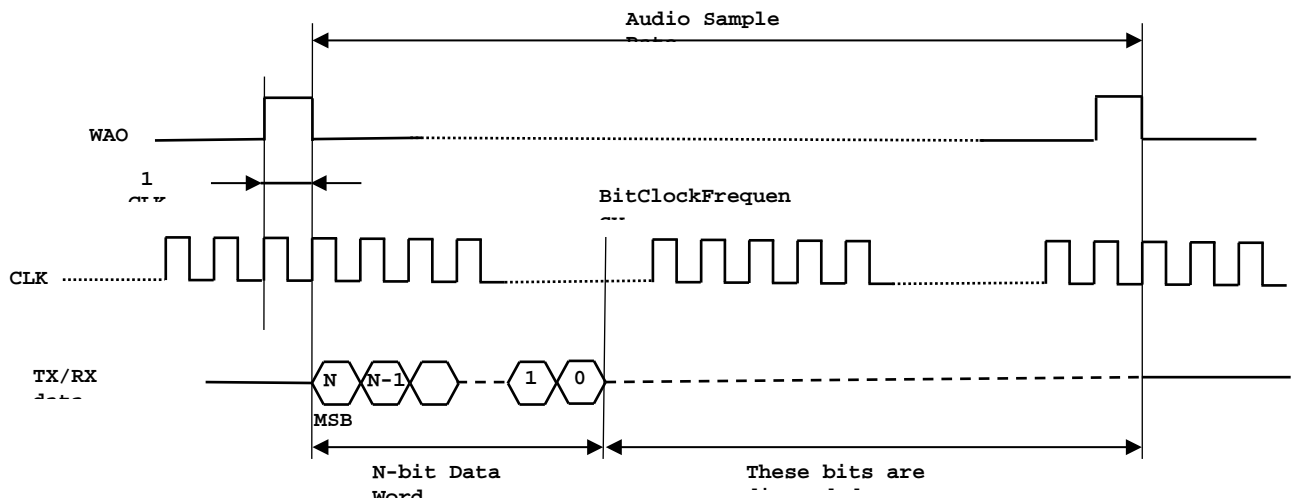 Audio Sample
WAO
1
BitClockFrequen
CLK
TX/RX
N N-1 1 0
MSB
N-bit Data
These bits are